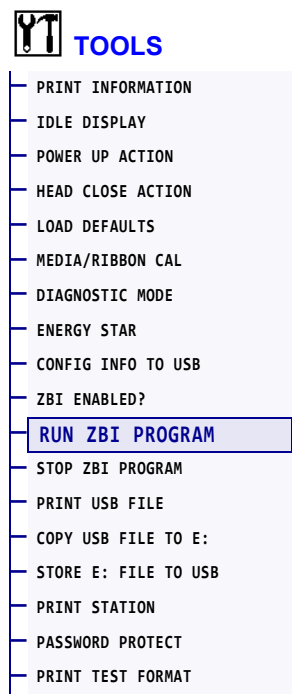 TOOLS
PRINT INFORMATION
IDLE DISPLAY
POWER UP ACTION
HEAD CLOSE ACTION
LOAD DEFAULTS
MEDIA/RIBBON CAL
DIAGNOSTIC MODE
ENERGY STAR
CONFIG INFO TO USB
ZBI ENABLED?
RUN ZBI PROGRAM
STOP ZBI PROGRAM
PRINT USB FILE
COPY USB FILE TO E:
STORE E: FILE TO USB
PRINT STATION
PASSWORD PROTECT
PRINT TEST FORMAT